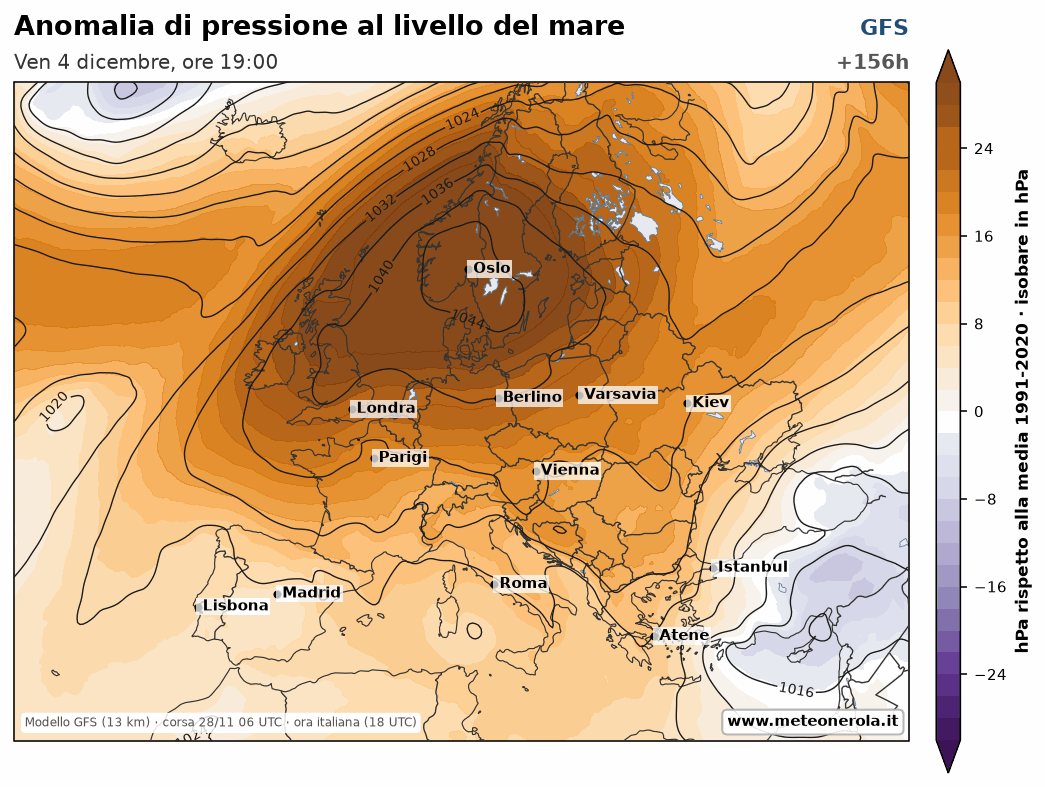 Anomalia di pressione al livello del mare
GFS
Ven 4 dicembre, ore 19:00
+156h
1024
1028
1036
1032
1040
Oslo
1044
1020
Londra
Berlino
Varsavia
Kiev
Parigi
Vienna
Istanbul
Roma
Madrid
Lisbona
Atene
1016
Modello GFS (13 km) · corsa 28/11 06 UTC · ora italiana (18 UTC)
www.meteonerola.it
24
16
8
0
−8
−16
−24
hPa rispetto alla media 1991-2020 · isobare in hPa